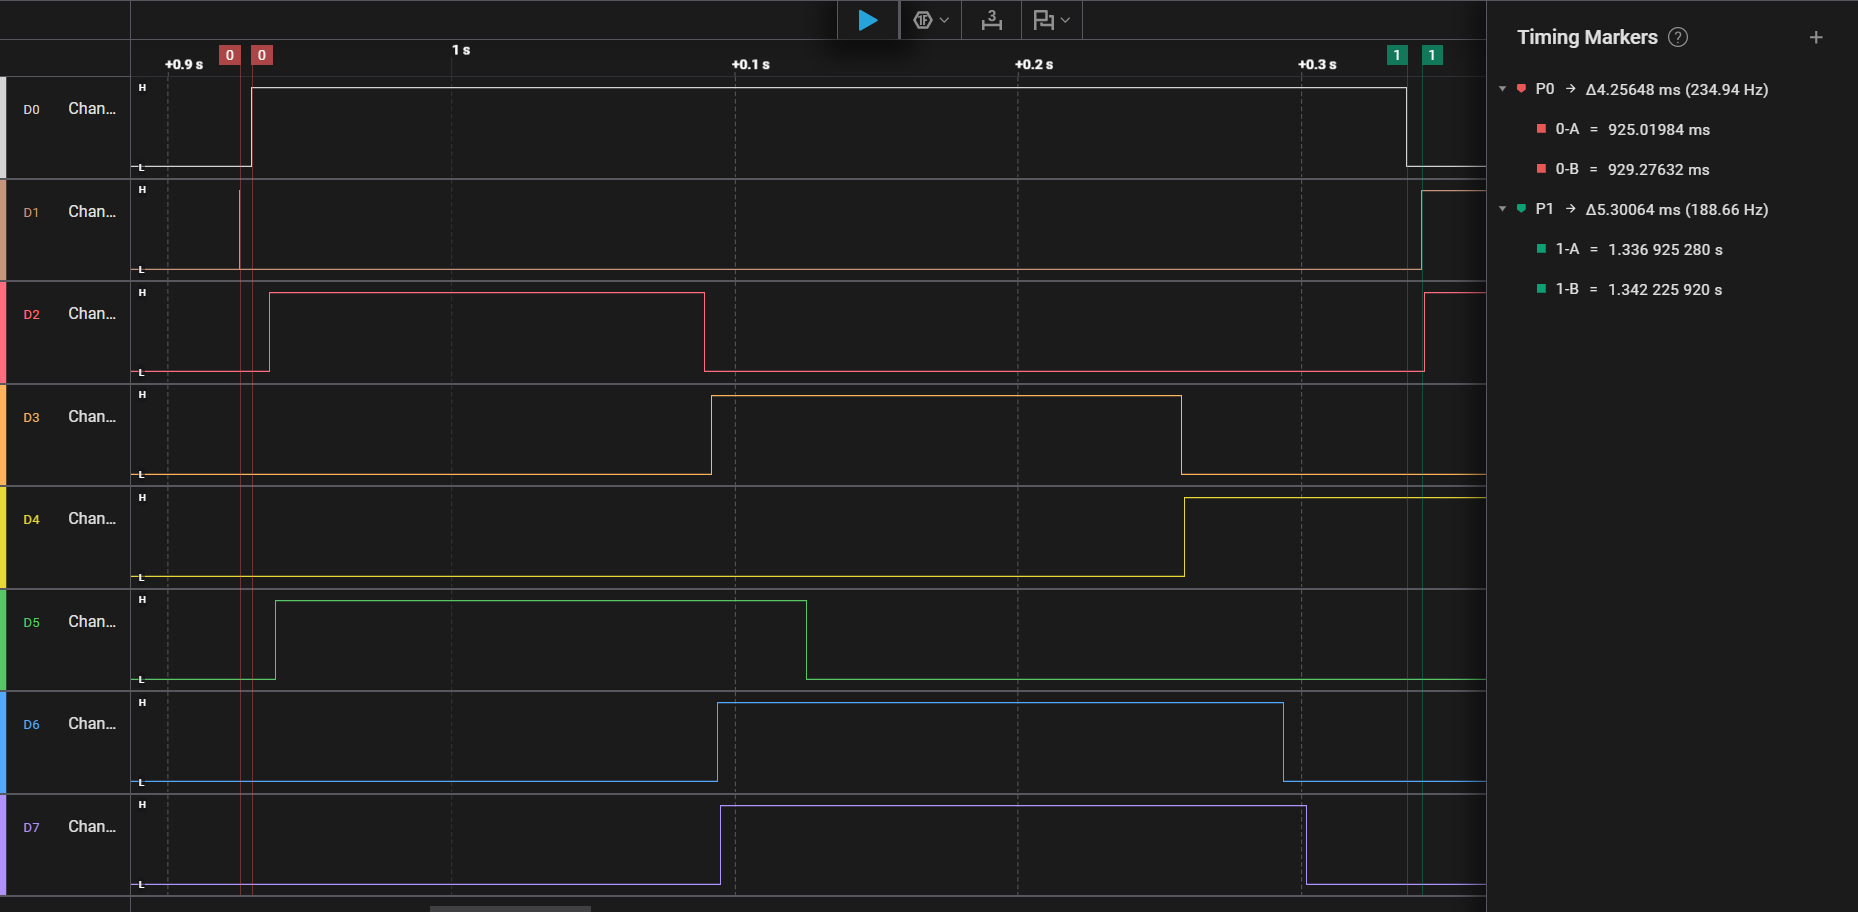 3
1 s
+0.9 s 0 0 +0.1 s +0.2 s +0.3 s 1 1
Timing Markers ?
P0 → Δ4.25648 ms (234.94 Hz)
0-A = 925.01984 ms
0-B = 929.27632 ms
P1 → Δ5.30064 ms (188.66 Hz)
1-A = 1.336 925 280 s
1-B = 1.342 225 920 s
D0 Chan... H
L
D1 Chan... H
L
D2 Chan... H
L
D3 Chan... H
L
D4 Chan... H
L
D5 Chan... H
L
D6 Chan... H
L
D7 Chan... H
L